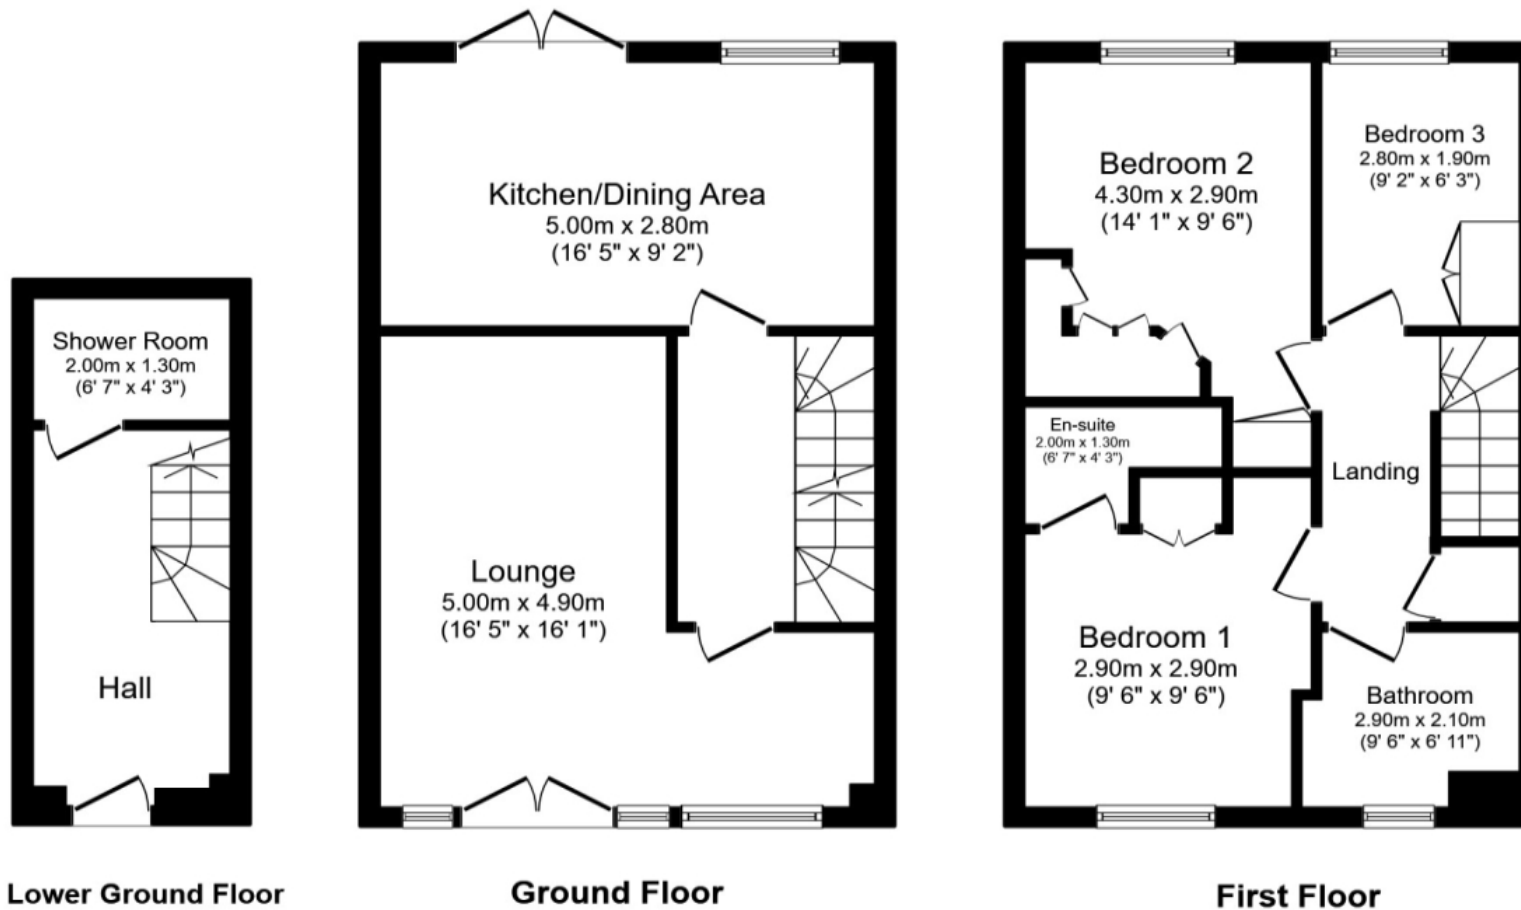 Shower Room
2.00m x 1.30m
(6' 7" x 4' 3")
Hall
Lower Ground Floor
Kitchen/Dining Area
5.00m x 2.80m
(16' 5" x 9' 2")
Lounge
5.00m x 4.90m
(16' 5" x 16' 1")
Ground Floor
Bedroom 2
4.30m x 2.90m
(14' 1" x 9' 6")
Bedroom 3
2.80m x 1.90m
(9' 2" x 6' 3")
En-suite
2.00m x 1.30m
(6' 7" x 4' 3")
Landing
Bedroom 1
2.90m x 2.90m
(9' 6" x 9' 6")
Bathroom
2.90m x 2.10m
(9' 6" x 6' 11")
First Floor